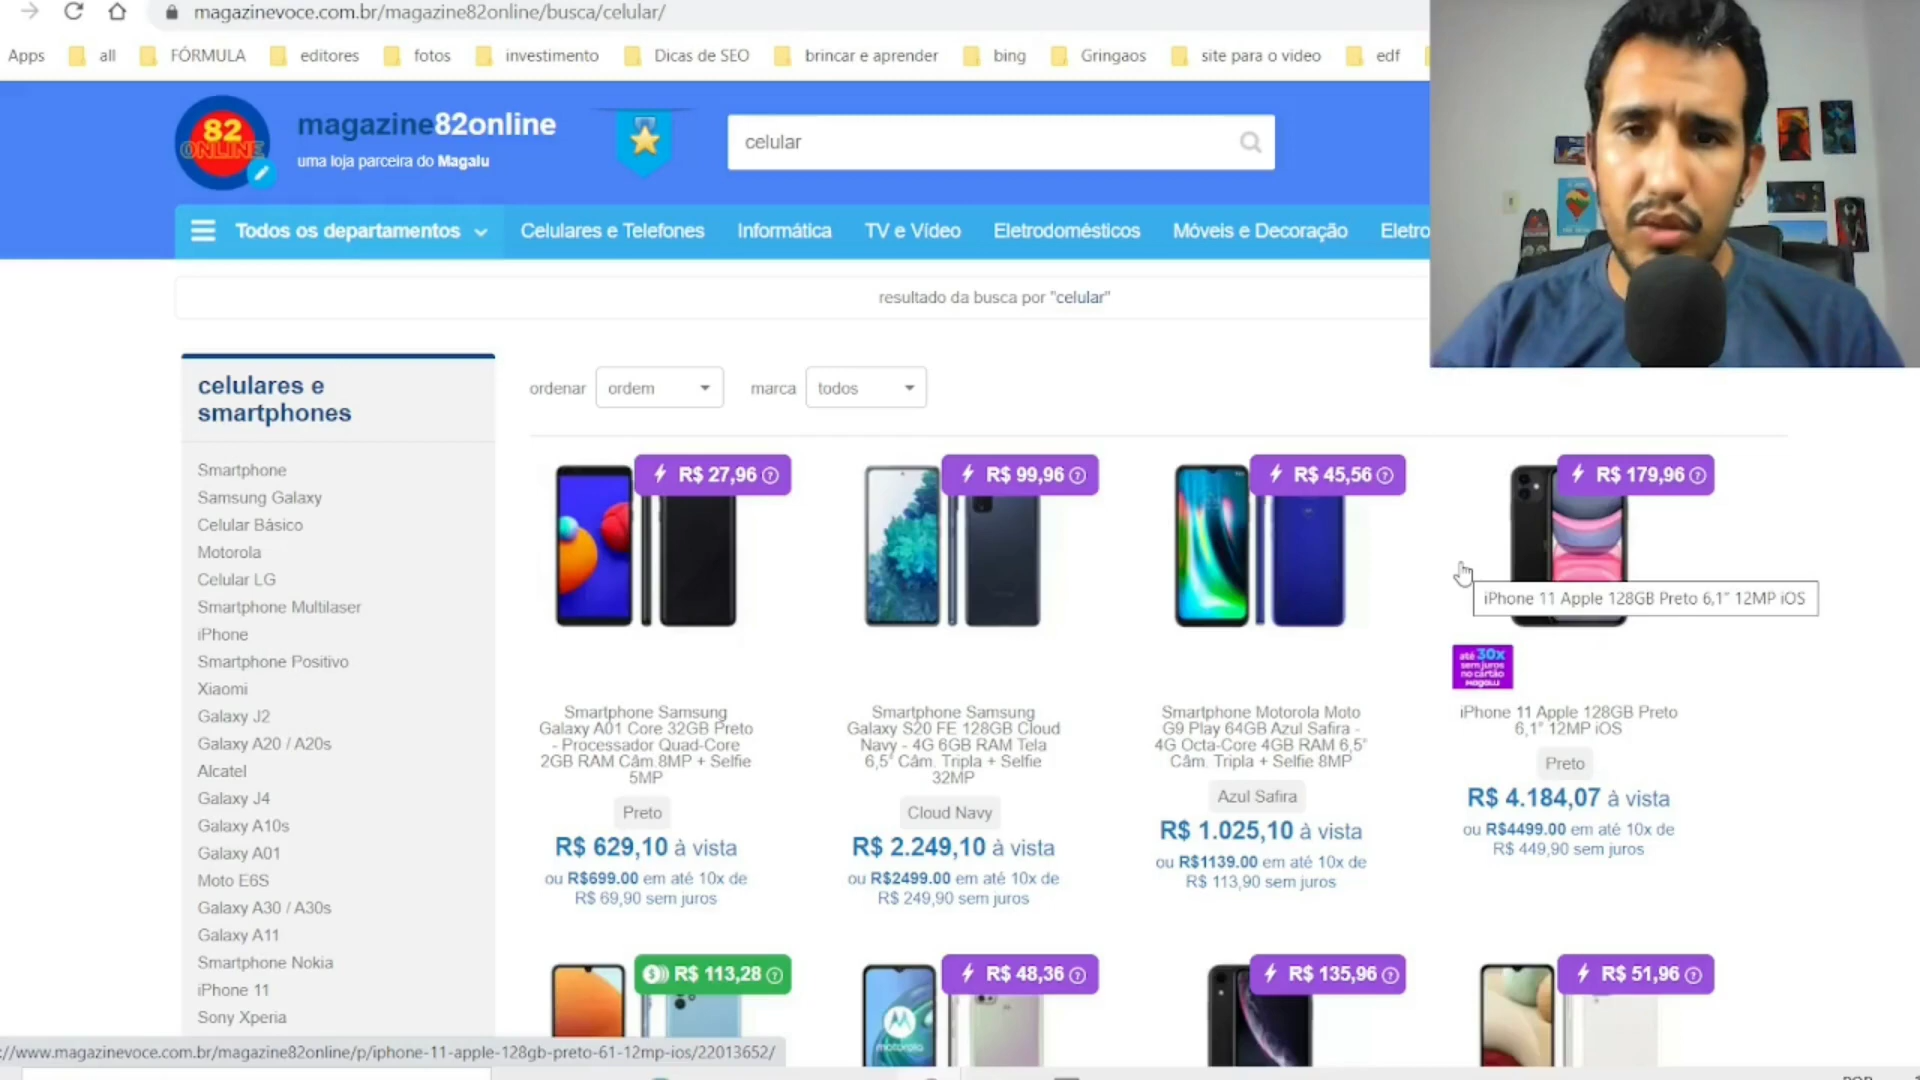 magazinevoce.com.br/magazine82online/busca/celular/
Apps all FÓRMULA editores fotos investimento Dicas de SEO brincar e aprender bing Gringaos site para o video edf
82
ONLINE
magazine82online
uma loja parceira do Magalu
celular
Todos os departamentos Celulares e Telefones Informática TV e Vídeo Eletrodomésticos Móveis e Decoração Eletro
resultado da busca por "celular"
celulares e
smartphones
Smartphone
Samsung Galaxy
Celular Básico
Motorola
Celular LG
Smartphone Multilaser
iPhone
Smartphone Positivo
Xiaomi
Galaxy J2
Galaxy A20 / A20s
Alcatel
Galaxy J4
Galaxy A10s
Galaxy A01
Moto E6S
Galaxy A30 / A30s
Galaxy A11
Smartphone Nokia
iPhone 11
Sony Xperia
ordenar ordem marca todos
R$ 27,96
Smartphone Samsung
Galaxy A01 Core 32GB Preto
- Processador Quad-Core
2GB RAM Câm.8MP + Selfie
5MP
Preto
R$ 629,10 à vista
ou R$699.00 em até 10x de
R$ 69,90 sem juros
R$ 99,96
Smartphone Samsung
Galaxy S20 FE 128GB Cloud
Navy - 4G 6GB RAM Tela
6,5" Câm. Tripla + Selfie
32MP
Cloud Navy
R$ 2.249,10 à vista
ou R$2499.00 em até 10x de
R$ 249,90 sem juros
R$ 45,56
Smartphone Motorola Moto
G9 Play 64GB Azul Safira -
4G Octa-Core 4GB RAM 6,5"
Câm. Tripla + Selfie 8MP
Azul Safira
R$ 1.025,10 à vista
ou R$1139.00 em até 10x de
R$ 113,90 sem juros
R$ 179,96
iPhone 11 Apple 128GB Preto 6,1" 12MP iOS
até 30x
sem juros
no cartão
Magalu
iPhone 11 Apple 128GB Preto
6,1" 12MP iOS
Preto
R$ 4.184,07 à vista
ou R$4499.00 em até 10x de
R$ 449,90 sem juros
R$ 113,28
R$ 48,36
motorola
R$ 135,96
R$ 51,96
://www.magazinevoce.com.br/magazine82online/p/iphone-11-apple-128gb-preto-61-12mp-ios/22013652/